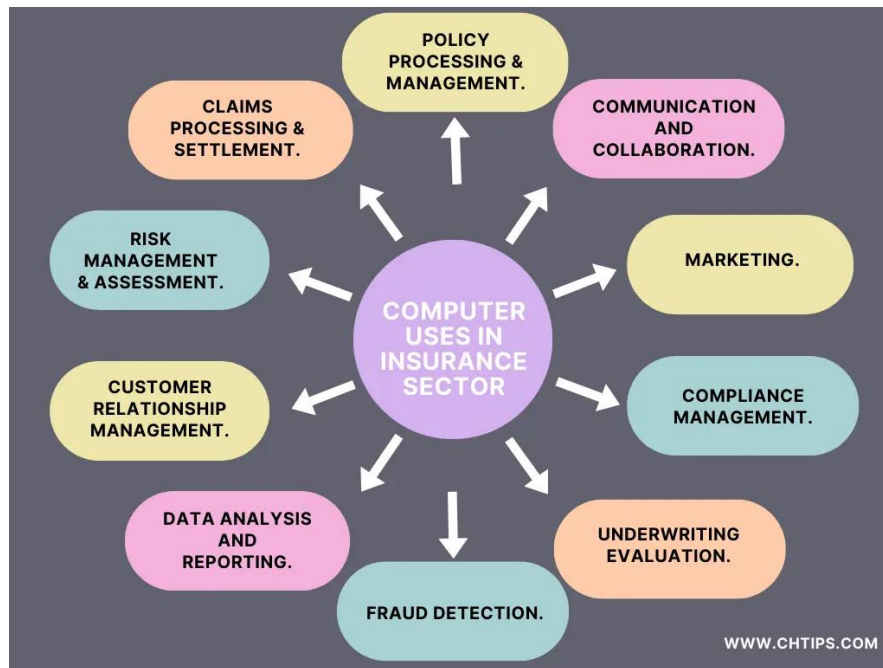 POLICY
PROCESSING &
MANAGEMENT.
CLAIMS
PROCESSING &
SETTLEMENT.
COMMUNICATION
AND
COLLABORATION.
RISK
MANAGEMENT
& ASSESSMENT.
MARKETING.
COMPUTER
USES IN
INSURANCE
SECTOR
CUSTOMER
RELATIONSHIP
MANAGEMENT.
COMPLIANCE
MANAGEMENT.
DATA ANALYSIS
AND
REPORTING.
UNDERWRITING
EVALUATION.
FRAUD DETECTION.
WWW.CHTIPS.COM